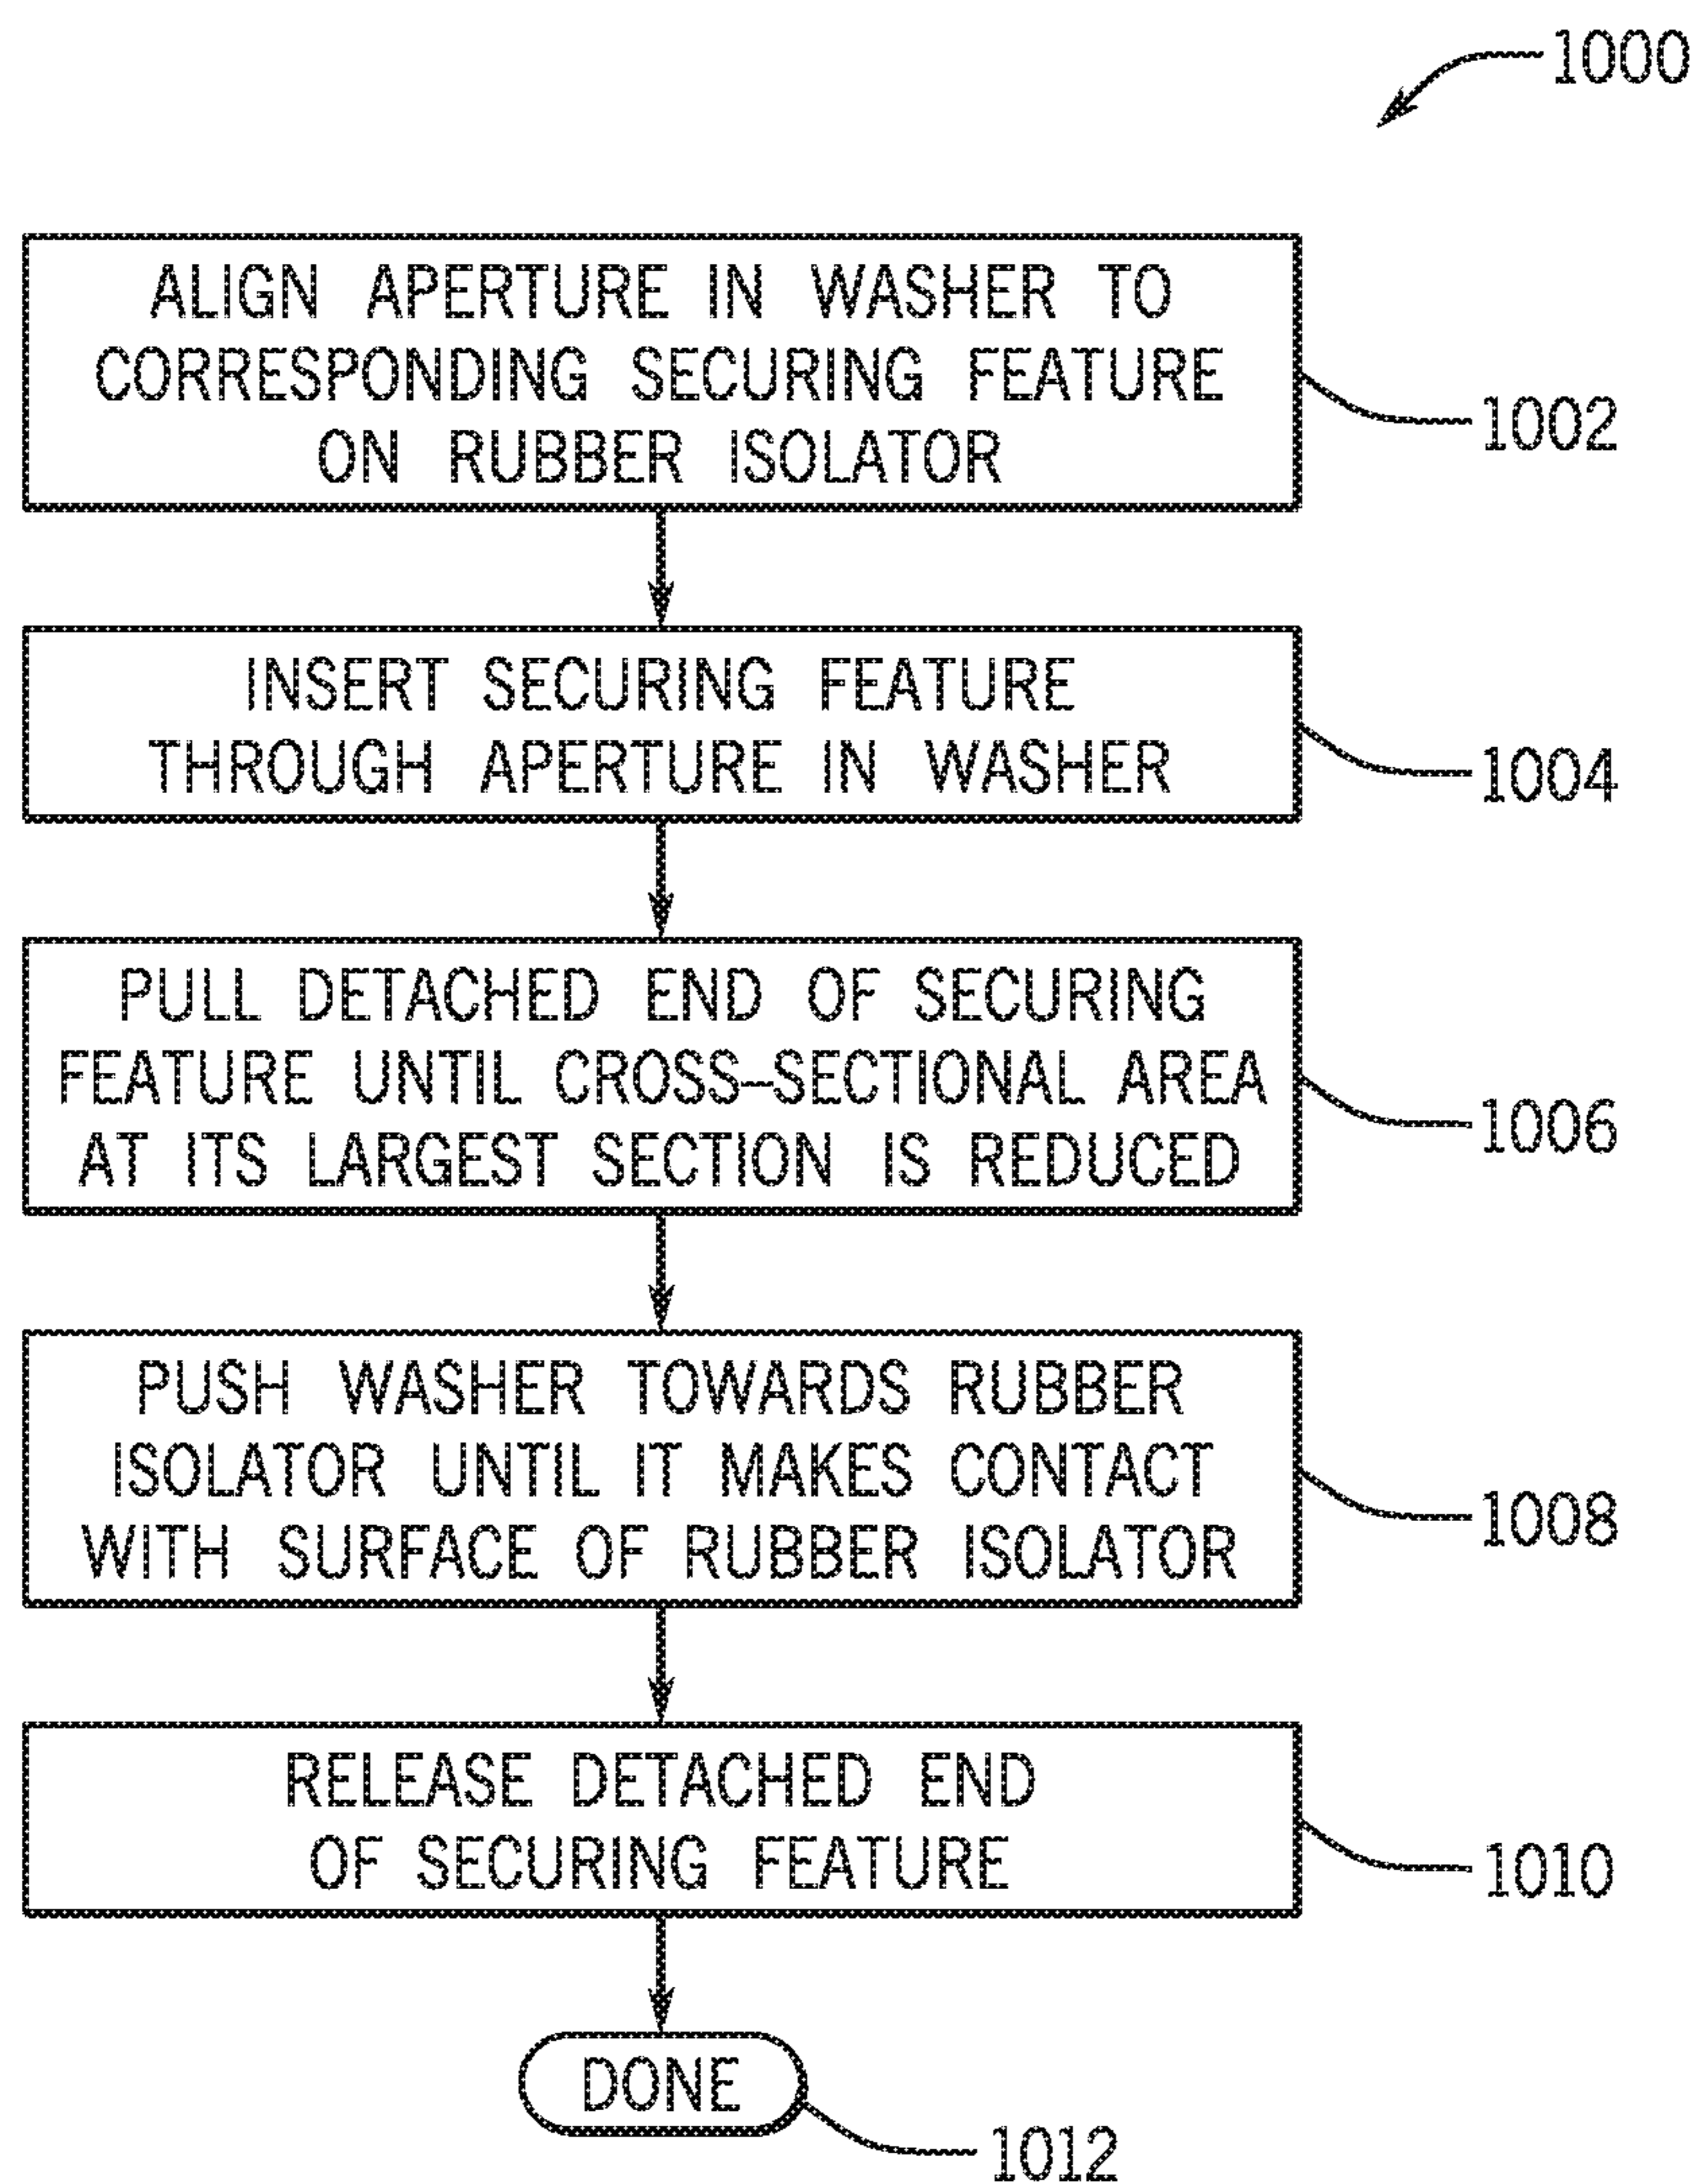 1000
ALIGN APERTURE IN WASHER TO
CORRESPONDING SECURING FEATURE
ON RUBBER ISOLATOR
1002
INSERT SECURING FEATURE
THROUGH APERTURE IN WASHER
1004
PULL DETACHED END OF SECURING
FEATURE UNTIL CROSS-SECTIONAL AREA
AT ITS LARGEST SECTION IS REDUCED
1006
PUSH WASHER TOWARDS RUBBER
ISOLATOR UNTIL IT MAKES CONTACT
WITH SURFACE OF RUBBER ISOLATOR
1008
RELEASE DETACHED END
OF SECURING FEATURE
1010
DONE
1012